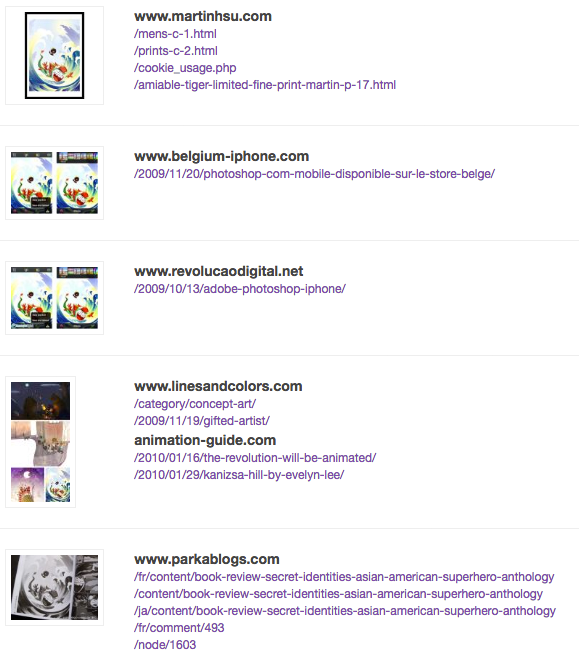 www.martinhsu.com
/mens-c-1.html
/prints-c-2.html
/cookie_usage.php
/amiable-tiger-limited-fine-print-martin-p-17.html
www.belgium-iphone.com
/2009/11/20/photoshop-com-mobile-disponible-sur-le-store-belge/
www.revolucaodigital.net
/2009/10/13/adobe-photoshop-iphone/
www.linesandcolors.com
/category/concept-art/
/2009/11/19/gifted-artist/
animation-guide.com
/2010/01/16/the-revolution-will-be-animated/
/2010/01/29/kanizsa-hill-by-evelyn-lee/
www.parkablogs.com
/fr/content/book-review-secret-identities-asian-american-superhero-anthology
/content/book-review-secret-identities-asian-american-superhero-anthology
/ja/content/book-review-secret-identities-asian-american-superhero-anthology
/fr/comment/493
/node/1603